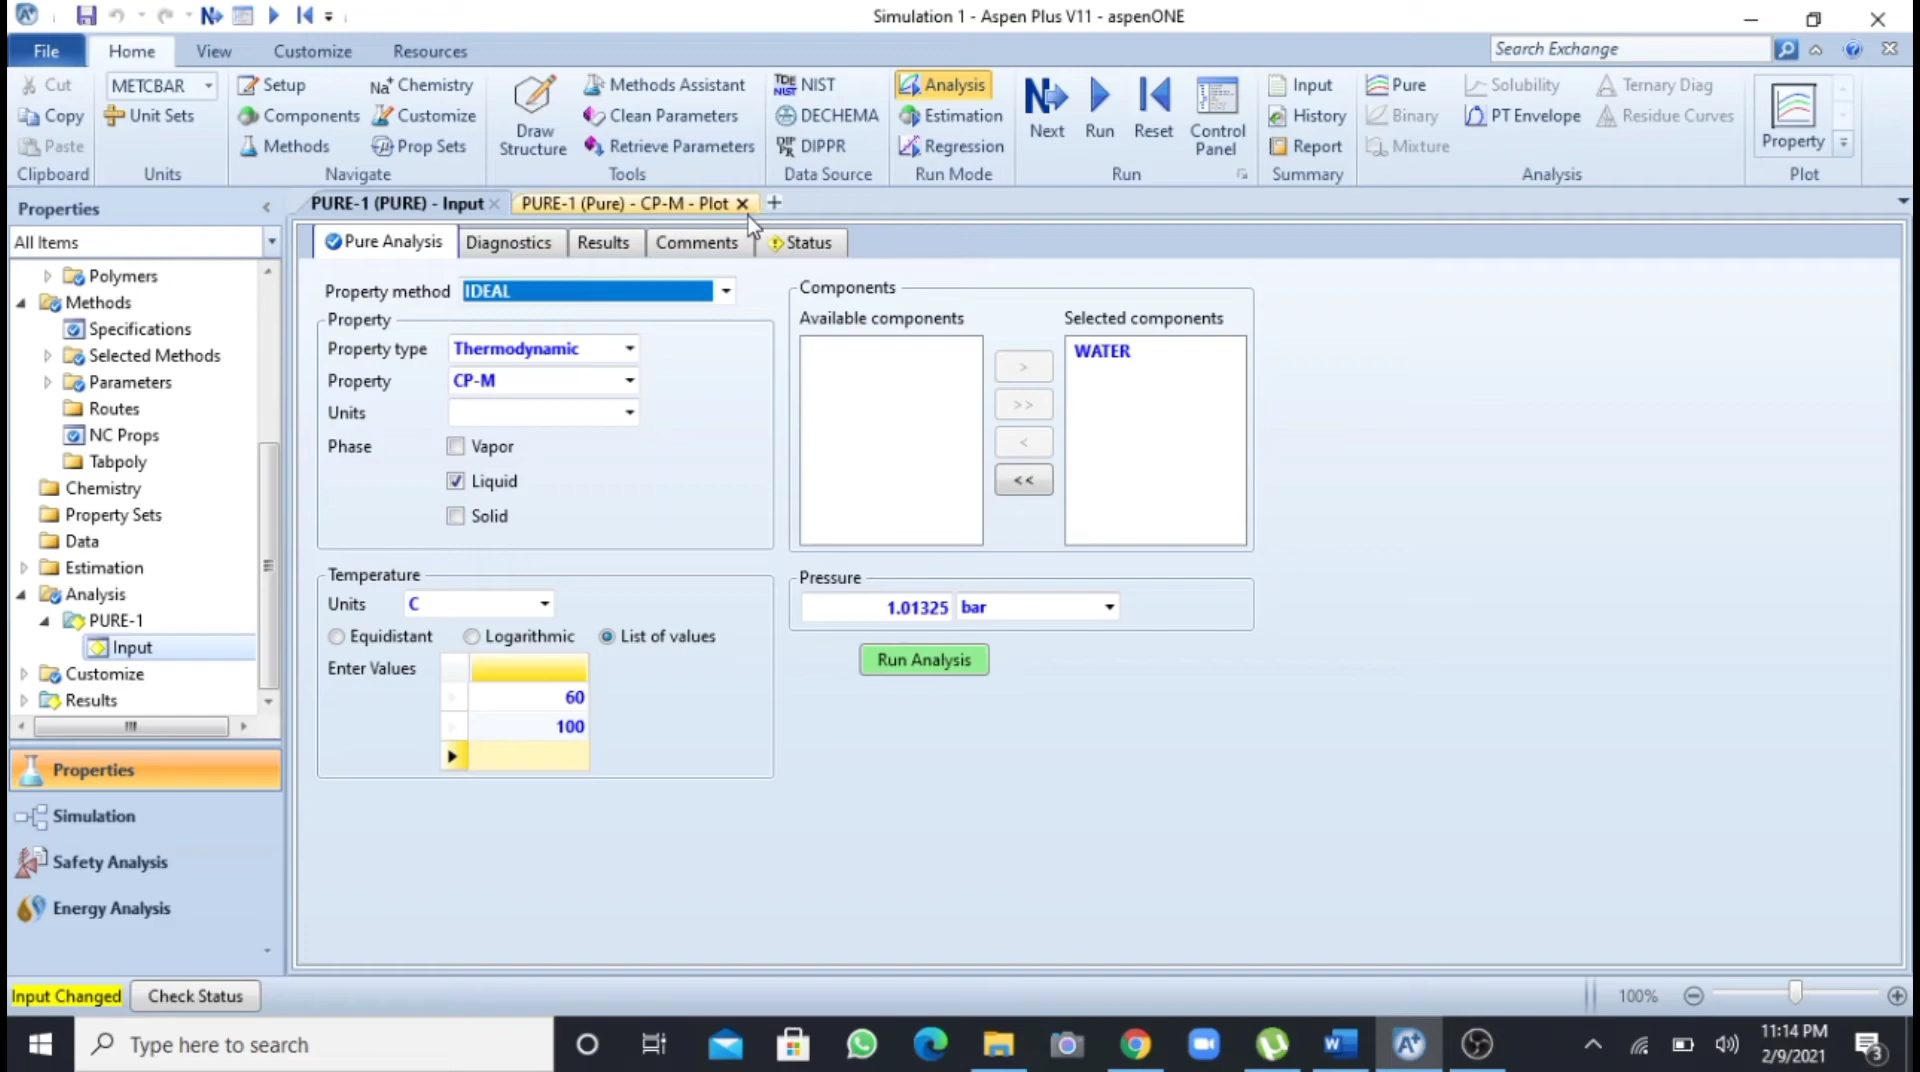 Simulation 1 - Aspen Plus V11 - aspenONE
File Home View Customize Resources Search Exchange
Cut METCBAR Setup Chemistry Methods Assistant NIST Analysis Input Pure Solubility Ternary Diag
Copy Unit Sets Components Customize Clean Parameters DECHEMA Estimation History Binary PT Envelope Residue Curves
Paste Methods Prop Sets Draw Structure Retrieve Parameters DIPPR Regression Next Run Reset Control Panel Report Mixture Property
Clipboard Units Navigate Tools Data Source Run Mode Run Summary Analysis Plot
Properties PURE-1 (PURE) - Input PURE-1 (Pure) - CP-M - Plot
All Items
Pure Analysis Diagnostics Results Comments Status
Polymers
Methods
Specifications
Selected Methods
Parameters
Routes
NC Props
Tabpoly
Chemistry
Property Sets
Data
Estimation
Analysis
PURE-1
Input
Customize
Results
Properties
Simulation
Safety Analysis
Energy Analysis
Property method IDEAL
Property
Property type Thermodynamic
Property CP-M
Units
Phase Vapor
Liquid
Solid
Components
Available components Selected components
WATER
>
>>
<
<<
Temperature
Units C
Equidistant Logarithmic List of values
Enter Values
60
100
Pressure
1.01325 bar
Run Analysis
Input Changed Check Status 100%
Type here to search
11:14 PM
2/9/2021
3